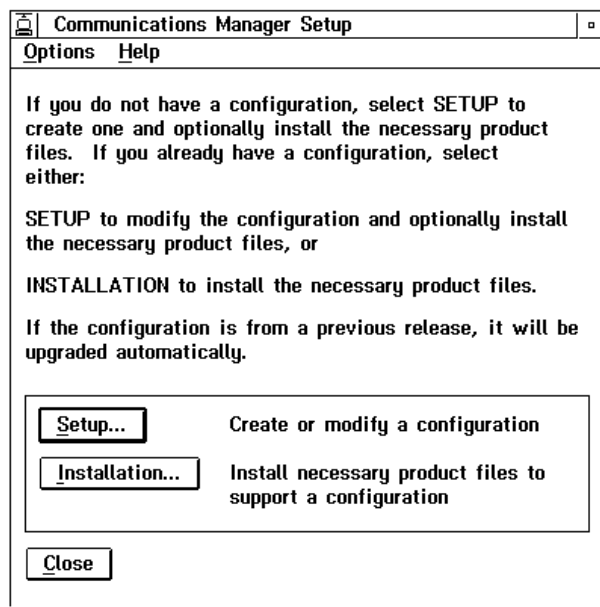 Communications Manager Setup
Options Help
If you do not have a configuration, select SETUP to
create one and optionally install the necessary product
files. If you already have a configuration, select
either:
SETUP to modify the configuration and optionally install
the necessary product files, or
INSTALLATION to install the necessary product files.
If the configuration is from a previous release, it will be
upgraded automatically.
Setup... Create or modify a configuration
Installation... Install necessary product files to
support a configuration
Close